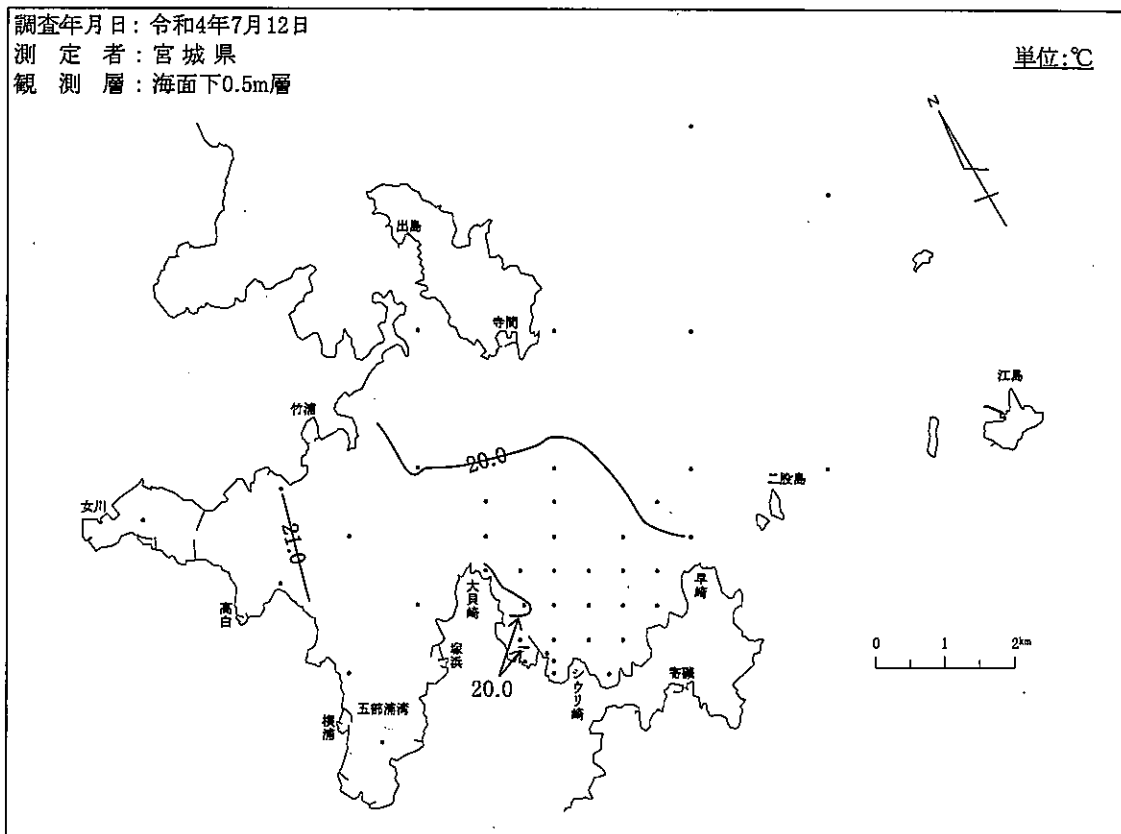 調査年月日：令和4年7月12日
測定者：宮城県
観測層：海面下0.5m層
単位:℃
N
出島
寺間
江島
竹浦
20.0
二股島
女川
21.0
大貝崎
早崎
高白
塚浜
0 1 2km
シウリ崎
寄磯
20.0
五部浦湾
横浦